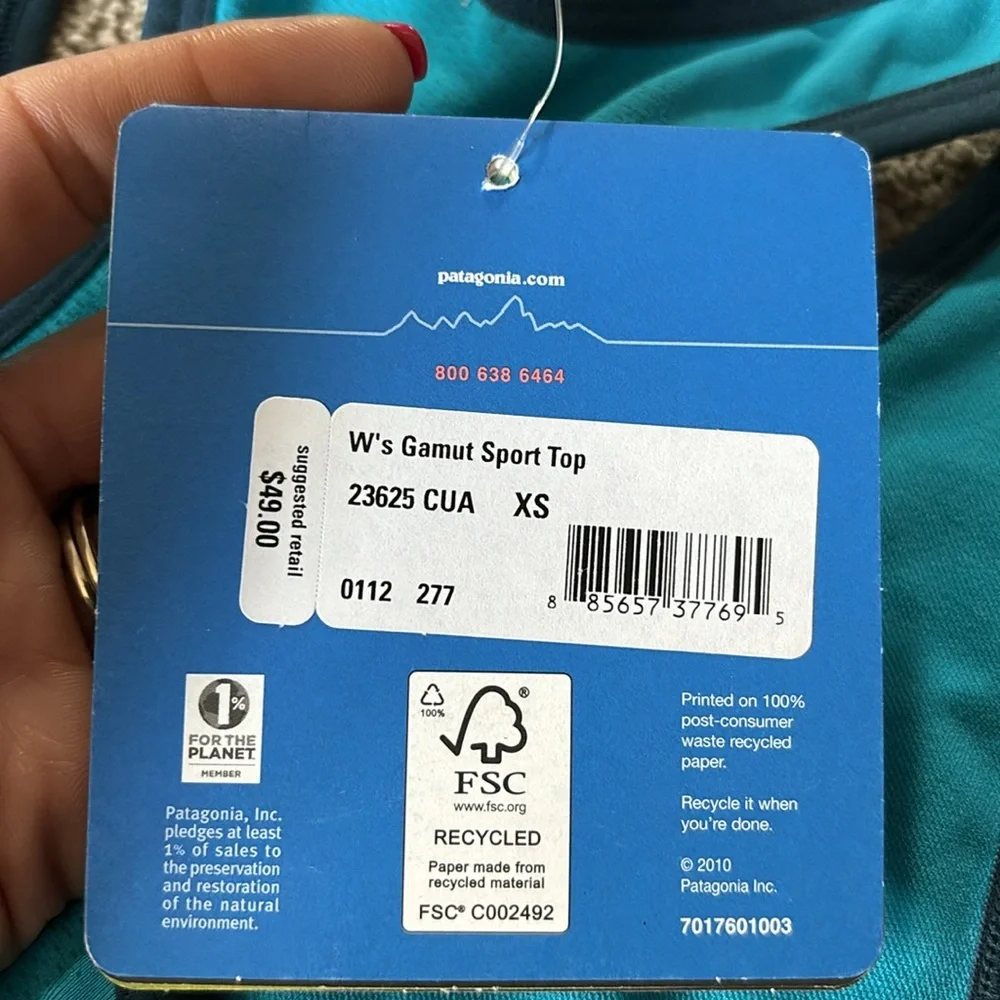 patagonia.com
800 638 6464
suggested retail
$49.00
W's Gamut Sport Top
23625 CUA XS
0112 277
8 85657 37769 5
1%
FOR THE
PLANET
MEMBER
Patagonia, Inc.
pledges at least
1% of sales to
the preservation
and restoration
of the natural
environment.
100%
®
FSC
www.fsc.org
RECYCLED
Paper made from
recycled material
FSC® C002492
Printed on 100%
post-consumer
waste recycled
paper.
Recycle it when
you're done.
© 2010
Patagonia Inc.
7017601003